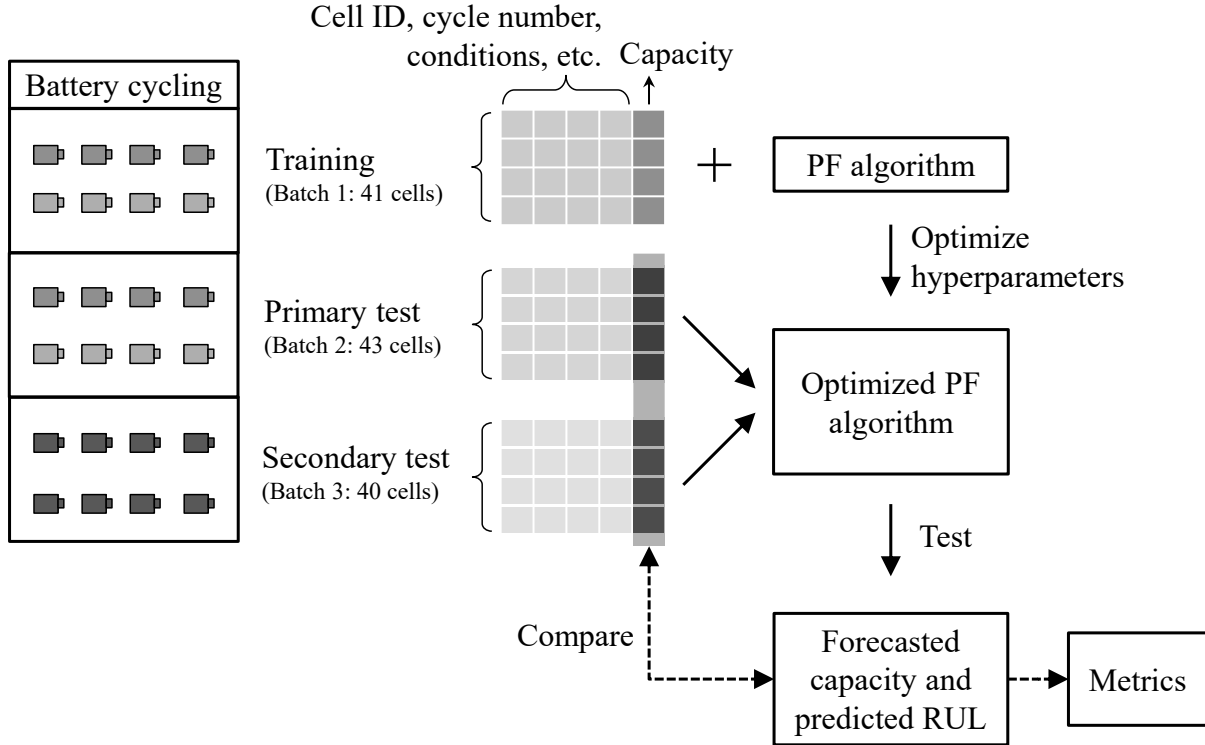 Cell ID, cycle number,
conditions, etc.
Capacity
Battery cycling
Training
(Batch 1: 41 cells)
+
PF algorithm
Optimize
hyperparameters
Primary test
(Batch 2: 43 cells)
Optimized PF
algorithm
Secondary test
(Batch 3: 40 cells)
Test
Compare
Forecasted
capacity and
predicted RUL
Metrics